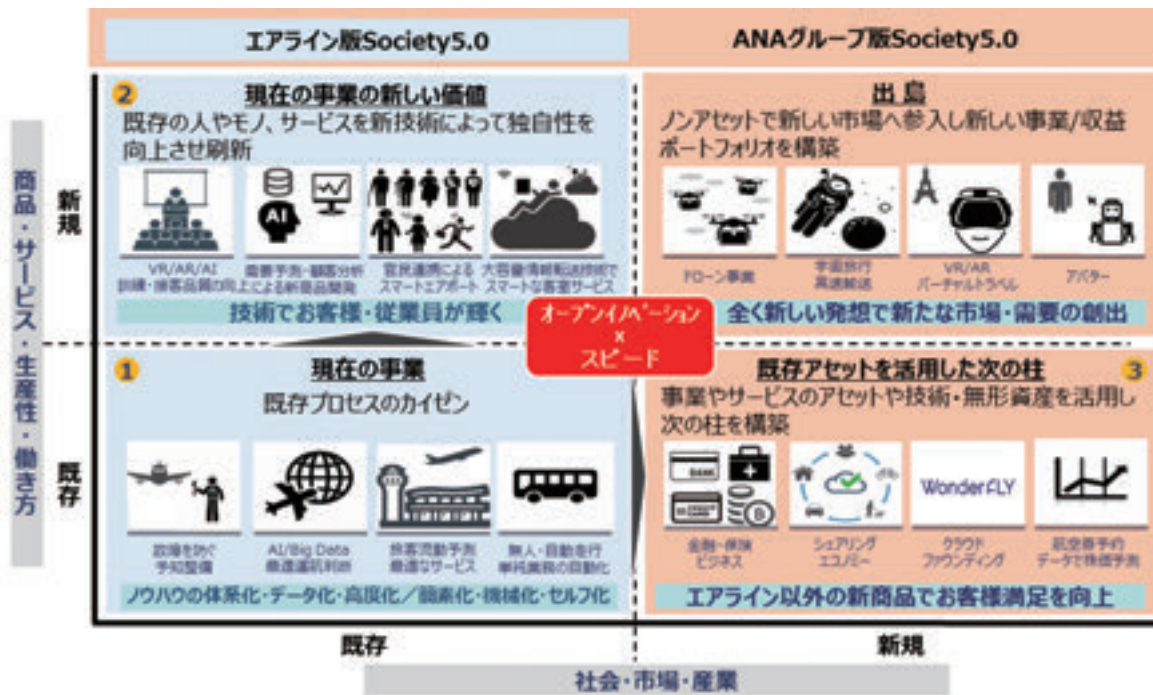 エアライン版Society5.0
ANAグループ版Society5.0
商品・サービス・生産性・働き方
新規
既存
2
現在の事業の新しい価値
既存の人やモノ、サービスを新技術によって独自性を
向上させ刷新
AI
VR/AR/AI
訓練・接客品質の向上
需要予測・顧客分析
による新商品開発
官民連携による
スマートエアポート
大容量情報転送技術で
スマートな客室サービス
技術でお客様・従業員が輝く
出島
ノンアセットで新しい市場へ参入し新しい事業/収益
ポートフォリオを構築
ドローン事業
宇宙旅行
高速輸送
VR/AR
バーチャルトラベル
アバター
全く新しい発想で新たな市場・需要の創出
オープンイノベーション
x
スピード
1
現在の事業
既存プロセスのカイゼン
故障を防ぐ
予知整備
AI/Big Data
最適運航判断
旅客流動予測
最適なサービス
無人・自動走行
単純業務の自動化
ノウハウの体系化・データ化・高度化／簡素化・機械化・セルフ化
既存アセットを活用した次の柱
3
事業やサービスのアセットや技術・無形資産を活用し
次の柱を構築
BANK
WonderFLY
金融・保険
ビジネス
シェアリング
エコノミー
クラウド
ファウンディング
航空券予約
データで株価予測
エアライン以外の新商品でお客様満足を向上
既存
新規
社会・市場・産業